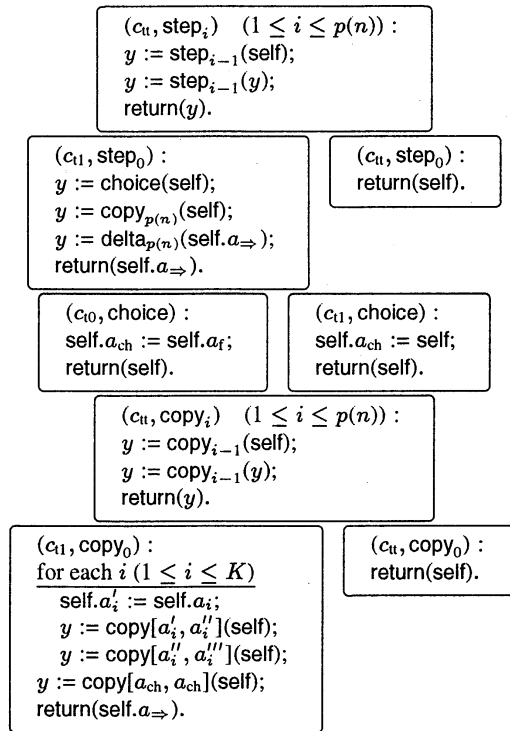 (c_tt, step_i) (1 ≤ i ≤ p(n)) :
y := step_{i−1}(self);
y := step_{i−1}(y);
return(y).
(c_t1, step_0) :
y := choice(self);
y := copy_{p(n)}(self);
y := delta_{p(n)}(self.a_⇒);
return(self.a_⇒).
(c_tt, step_0) :
return(self).
(c_t0, choice) :
self.a_ch := self.a_f;
return(self).
(c_t1, choice) :
self.a_ch := self;
return(self).
(c_tt, copy_i) (1 ≤ i ≤ p(n)) :
y := copy_{i−1}(self);
y := copy_{i−1}(y);
return(y).
(c_t1, copy_0) :
for each i (1 ≤ i ≤ K)
self.a′_i := self.a_i;
y := copy[a′_i, a″_i](self);
y := copy[a″_i, a‴_i](self);
y := copy[a_ch, a_ch](self);
return(self.a_⇒).
(c_tt, copy_0) :
return(self).